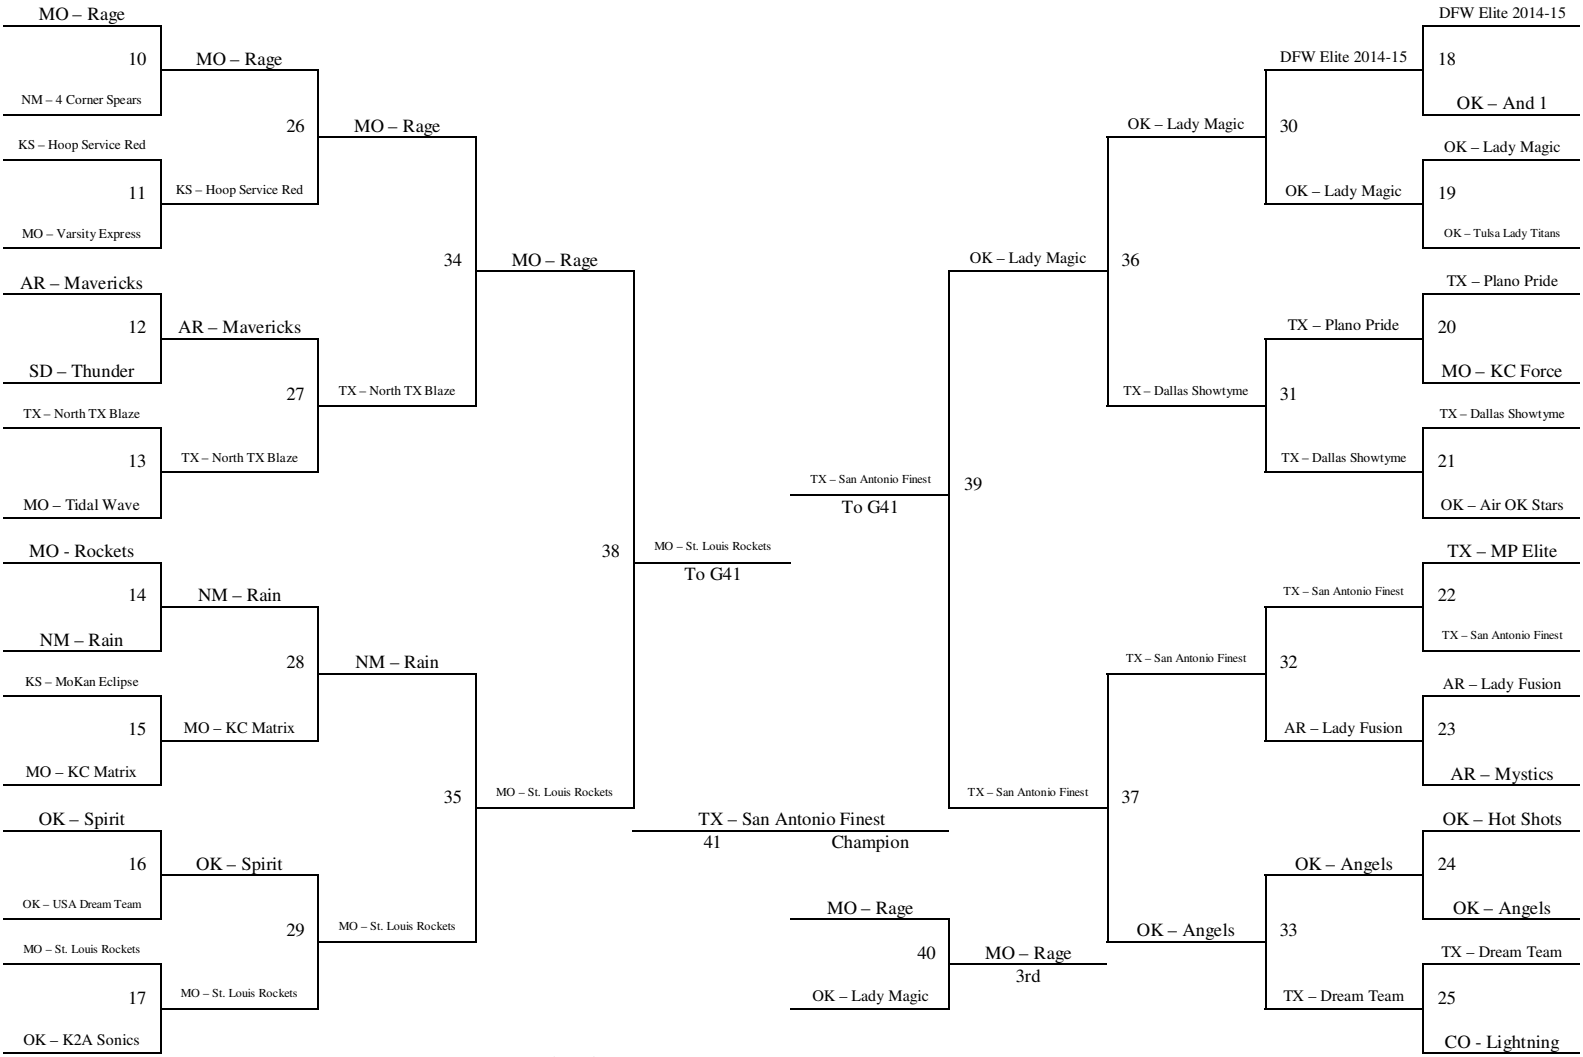 MO – Rage
10
NM – 4 Corner Spears
KS – Hoop Service Red
11
MO – Varsity Express
AR – Mavericks
12
SD – Thunder
TX – North TX Blaze
13
MO – Tidal Wave
MO - Rockets
14
NM – Rain
KS – MoKan Eclipse
15
MO – KC Matrix
OK – Spirit
16
OK – USA Dream Team
MO – St. Louis Rockets
17
OK – K2A Sonics
MO – Rage
26
KS – Hoop Service Red
AR – Mavericks
27
TX – North TX Blaze
NM – Rain
28
MO – KC Matrix
OK – Spirit
29
MO – St. Louis Rockets
MO – Rage
34
TX – North TX Blaze
NM – Rain
35
MO – St. Louis Rockets
MO – Rage
38
MO – St. Louis Rockets
MO – St. Louis Rockets
To G41
TX – San Antonio Finest
To G41
TX – San Antonio Finest
41 Champion
MO – Rage
40
OK – Lady Magic
MO – Rage
3rd
OK – Lady Magic
39
TX – San Antonio Finest
OK – Lady Magic
36
TX – Dallas Showtyme
TX – San Antonio Finest
37
OK – Angels
DFW Elite 2014-15
30
OK – Lady Magic
TX – Plano Pride
31
TX – Dallas Showtyme
TX – San Antonio Finest
32
AR – Lady Fusion
OK – Angels
33
TX – Dream Team
DFW Elite 2014-15
18
OK – And 1
OK – Lady Magic
19
OK – Tulsa Lady Titans
TX – Plano Pride
20
MO – KC Force
TX – Dallas Showtyme
21
OK – Air OK Stars
TX – MP Elite
22
TX – San Antonio Finest
AR – Lady Fusion
23
AR – Mystics
OK – Hot Shots
24
OK – Angels
TX – Dream Team
25
CO - Lightning